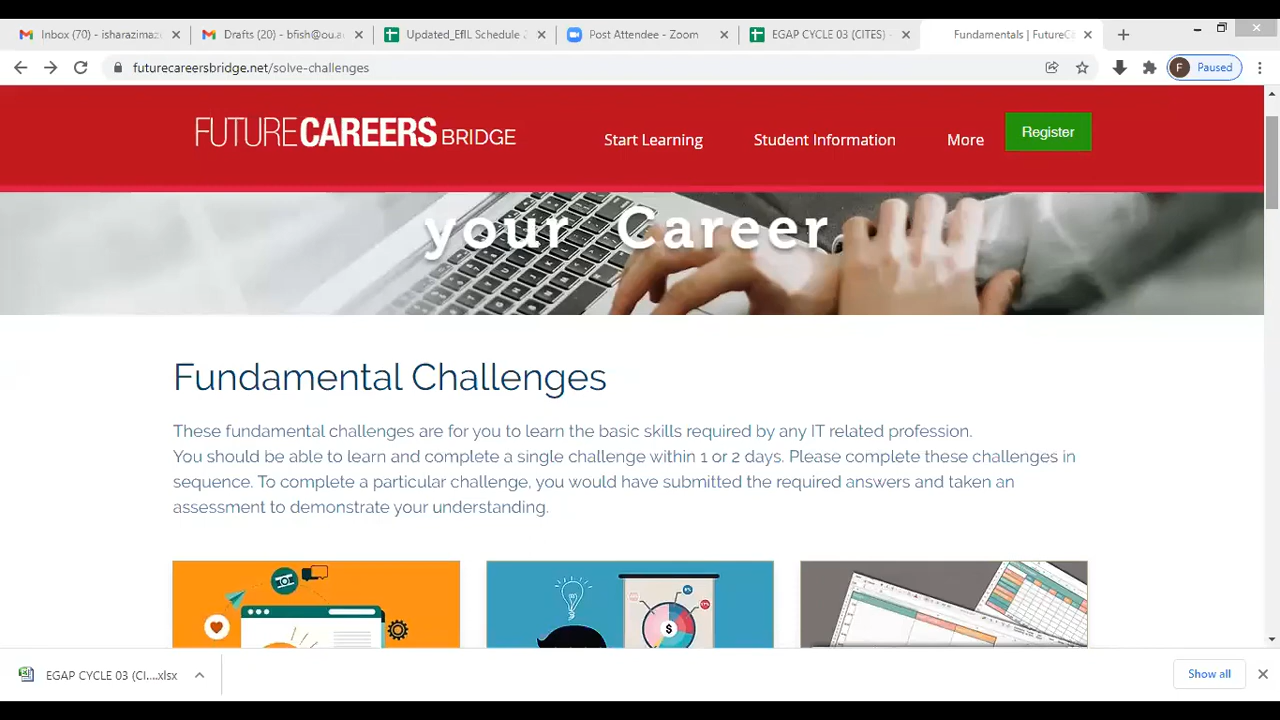 Inbox (70) - isharazimaz
Drafts (20) - bfish@ou.a
Updated_EfIL Schedule 2
Post Attendee - Zoom
EGAP CYCLE 03 (CITES) -
Fundamentals | FutureCa
futurecareersbridge.net/solve-challenges
F Paused
FUTURECAREERS BRIDGE
Start Learning
Student Information
More
Register
your Career
Fundamental Challenges
These fundamental challenges are for you to learn the basic skills required by any IT related profession.
You should be able to learn and complete a single challenge within 1 or 2 days. Please complete these challenges in
sequence. To complete a particular challenge, you would have submitted the required answers and taken an
assessment to demonstrate your understanding.
$
EGAP CYCLE 03 (CI....xlsx
Show all